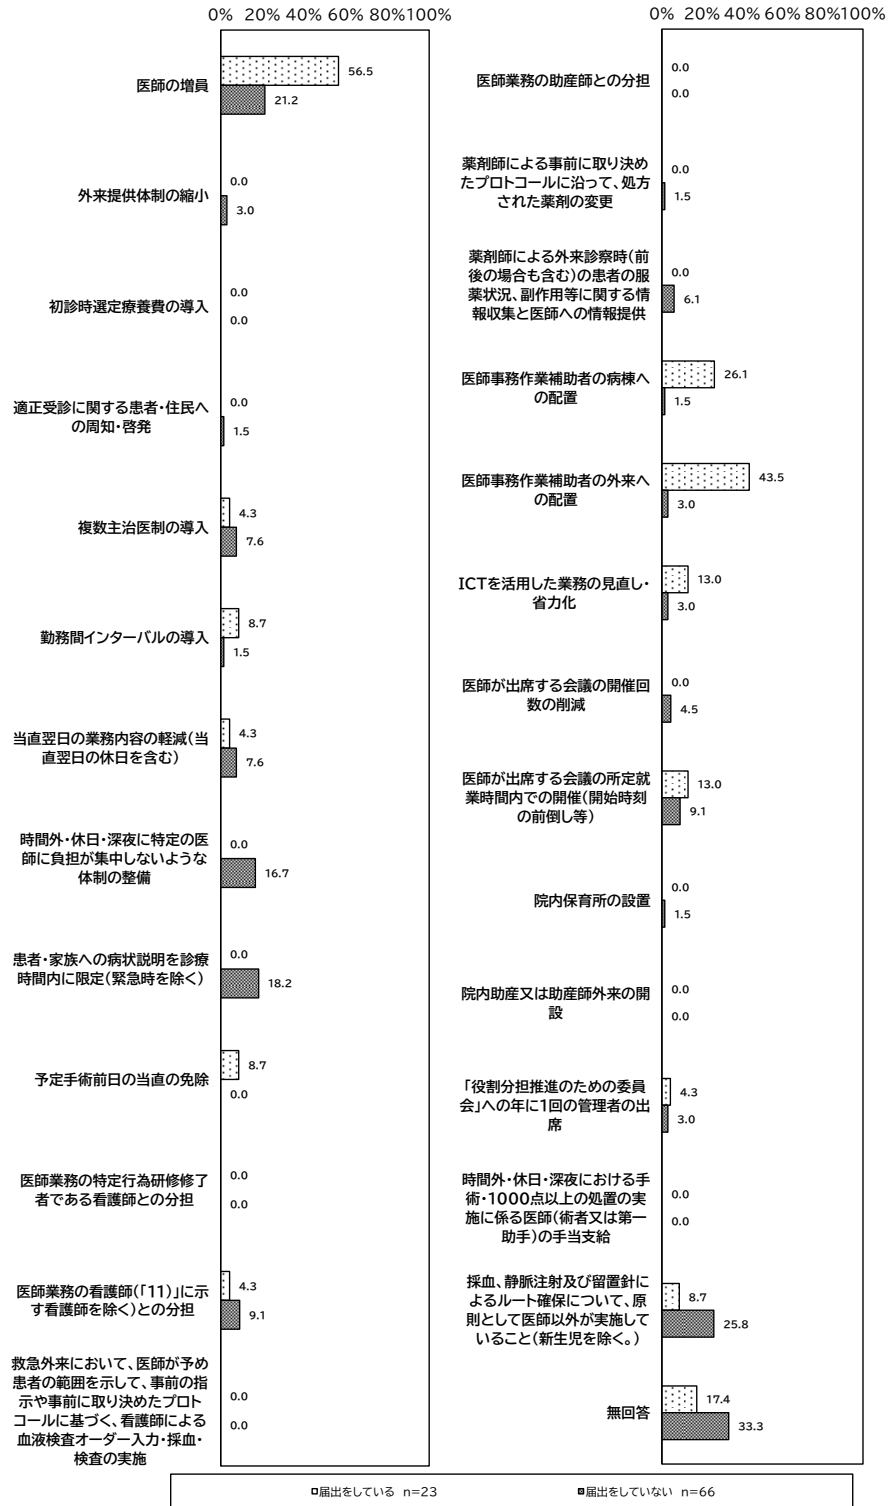 0% 20% 40% 60% 80% 100%
医師の増員
56.5
21.2
外来提供体制の縮小
0.0
3.0
初診時選定療養費の導入
0.0
0.0
適正受診に関する患者・住民へ
の周知・啓発
0.0
1.5
複数主治医制の導入
4.3
7.6
勤務間インターバルの導入
8.7
1.5
当直翌日の業務内容の軽減(当
直翌日の休日を含む)
4.3
7.6
時間外・休日・深夜に特定の医
師に負担が集中しないような
体制の整備
0.0
16.7
患者・家族への病状説明を診療
時間内に限定(緊急時を除く)
0.0
18.2
予定手術前日の当直の免除
8.7
0.0
医師業務の特定行為研修修了
者である看護師との分担
0.0
0.0
医師業務の看護師(「11)」に示
す看護師を除く)との分担
4.3
9.1
救急外来において、医師が予め
患者の範囲を示して、事前の指
示や事前に取り決めたプロト
コールに基づく、看護師による
血液検査オーダー入力・採血・
検査の実施
0.0
0.0
0% 20% 40% 60% 80% 100%
医師業務の助産師との分担
0.0
0.0
薬剤師による事前に取り決め
たプロトコールに沿って、処方
された薬剤の変更
0.0
1.5
薬剤師による外来診察時(前
後の場合も含む)の患者の服
薬状況、副作用等に関する情
報収集と医師への情報提供
0.0
6.1
医師事務作業補助者の病棟へ
の配置
26.1
1.5
医師事務作業補助者の外来へ
の配置
43.5
3.0
ICTを活用した業務の見直し・
省力化
13.0
3.0
医師が出席する会議の開催回
数の削減
0.0
4.5
医師が出席する会議の所定就
業時間内での開催(開始時刻
の前倒し等)
13.0
9.1
院内保育所の設置
0.0
1.5
院内助産又は助産師外来の開
設
0.0
0.0
「役割分担推進のための委員
会」への年に1回の管理者の出
席
4.3
3.0
時間外・休日・深夜における手
術・1000点以上の処置の実
施に係る医師(術者又は第一
助手)の手当支給
0.0
0.0
採血、静脈注射及び留置針に
よるルート確保について、原
則として医師以外が実施して
いること(新生児を除く。)
8.7
25.8
無回答
17.4
33.3
届出をしている n=23
届出をしていない n=66